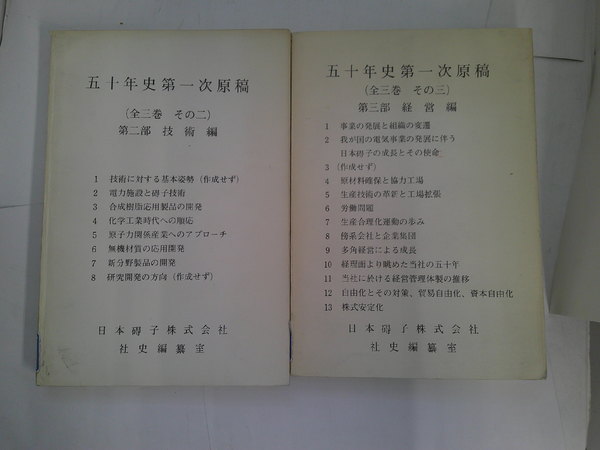 五十年史第一次原稿
(全三巻 その二)
第二部 技術編
1 技術に対する基本姿勢 (作成せず)
2 電力施設と碍子技術
3 合成樹脂応用製品の開発
4 化学工業時代への順応
5 原子力関係産業へのアプローチ
6 無機材質の応用開発
7 新分野製品の開発
8 研究開発の方向 (作成せず)
日本碍子株式会社
社史編纂室
五十年史第一次原稿
(全三巻 その三)
第三部 経営編
1 事業の発展と組織の変遷
2 我が国の電気事業の発展に伴う
日本碍子の成長とその使命
3 (作成せず)
4 原材料確保と協力工場
5 生産技術の革新と工場拡張
6 労働問題
7 生産合理化運動の歩み
8 傍系会社と企業集団
9 多角経営による成長
10 経理面より眺めた当社の五十年
11 当社に於ける経営管理体製の推移
12 自由化とその対策、貿易自由化、資本自由化
13 株式安定化
日本碍子株式会社
社史編纂室